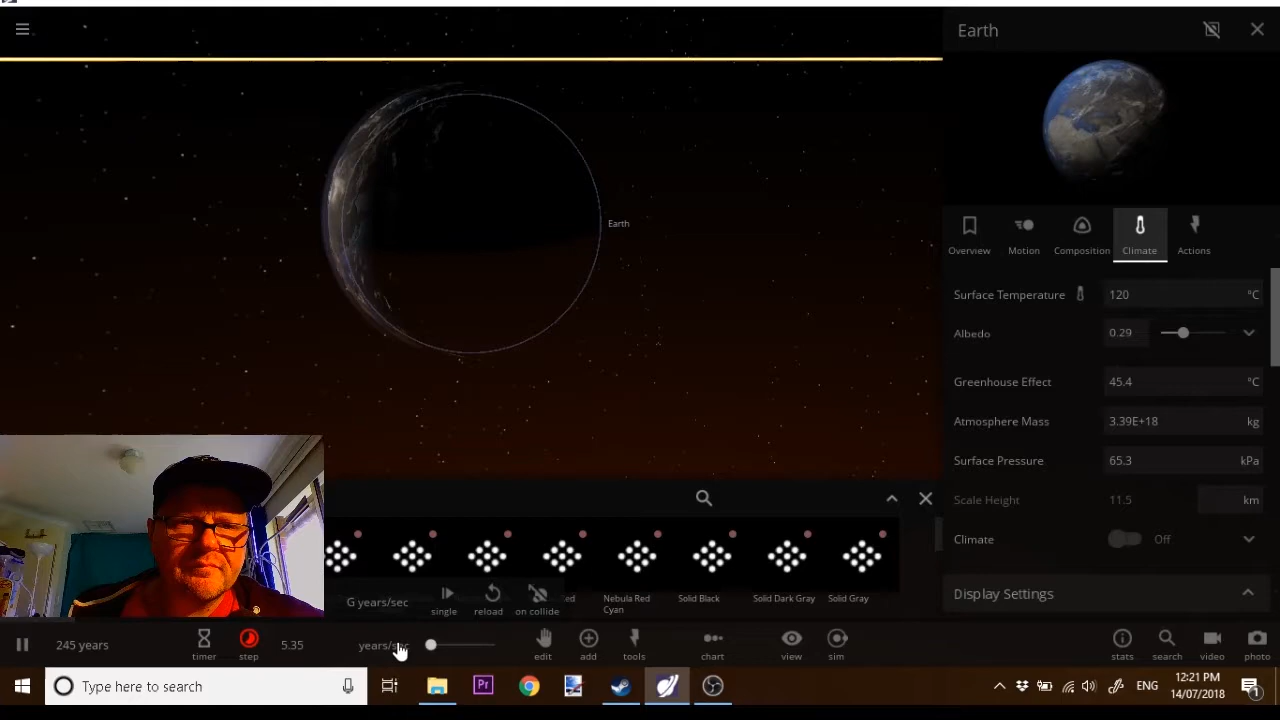 Earth
Earth
Overview
Motion
Composition
Climate
Actions
Surface Temperature 120 °C
Albedo 0.29
Greenhouse Effect 45.4 °C
Atmosphere Mass 3.39E+18 kg
Surface Pressure 65.3 kPa
Scale Height 11.5 km
Climate Off
Display Settings
Nebula Red
Cyan
Solid Black
Solid Dark Gray
Solid Gray
G years/sec
single
reload
on collide
245 years
timer
step
5.35
edit
add
tools
chart
view
sim
stats
search
video
photo
Type here to search
Pr
ENG
12:21 PM
14/07/2018
1